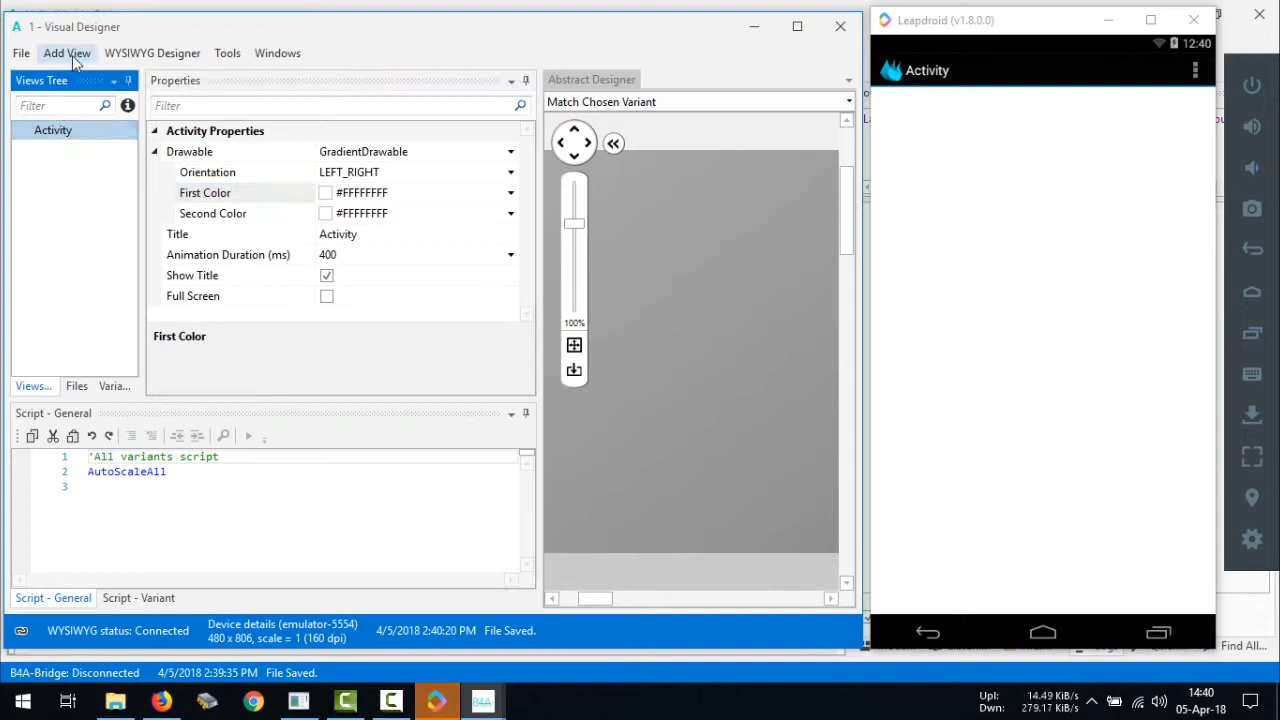 1 - Visual Designer
File Add View WYSIWYG Designer Tools Windows
Views Tree
Filter
Activity
Views... Files Varia...
Properties
Filter
Activity Properties
Drawable GradientDrawable
Orientation LEFT_RIGHT
First Color #FFFFFFFF
Second Color #FFFFFFFF
Title Activity
Animation Duration (ms) 400
Show Title
Full Screen
First Color
Abstract Designer
Match Chosen Variant
100%
Script - General
1 'All variants script
2 AutoScaleAll
3
Script - General Script - Variant
WYSIWYG status: Connected
Device details (emulator-5554)
480 x 806, scale = 1 (160 dpi)
4/5/2018 2:40:20 PM File Saved.
Leapdroid (v1.8.0.0)
12:40
Activity
Find All...
B4A-Bridge: Disconnected 4/5/2018 2:39:35 PM File Saved.
B4A
Upl: 14.49 KiB/s
Dwn: 279.17 KiB/s
14:40
05-Apr-18